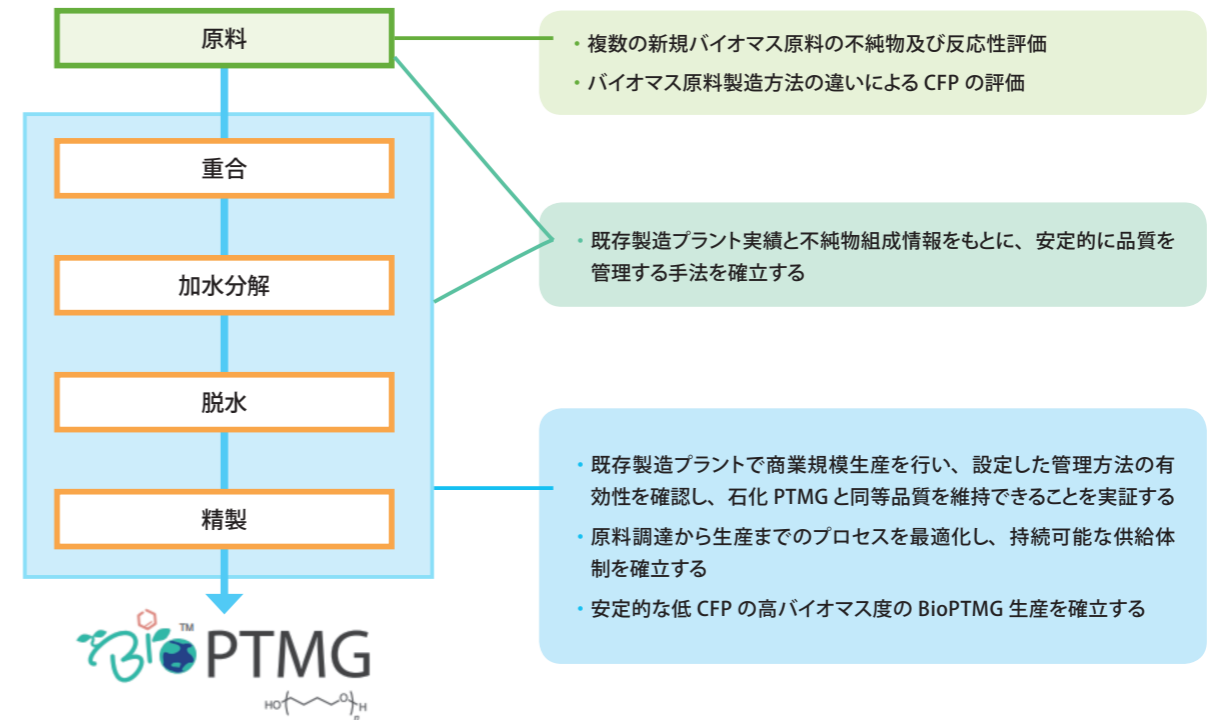 原料
・複数の新規バイオマス原料の不純物及び反応性評価
・バイオマス原料製造方法の違いによる CFP の評価
重合
加水分解
・既存製造プラント実績と不純物組成情報をもとに、安定的に品質を
管理する手法を確立する
脱水
精製
・既存製造プラントで商業規模生産を行い、設定した管理方法の有
効性を確認し、石化 PTMG と同等品質を維持できることを実証する
・原料調達から生産までのプロセスを最適化し、持続可能な供給体
制を確立する
・安定的な低 CFP の高バイオマス度の BioPTMG 生産を確立する
Bio™ PTMG
HO O H